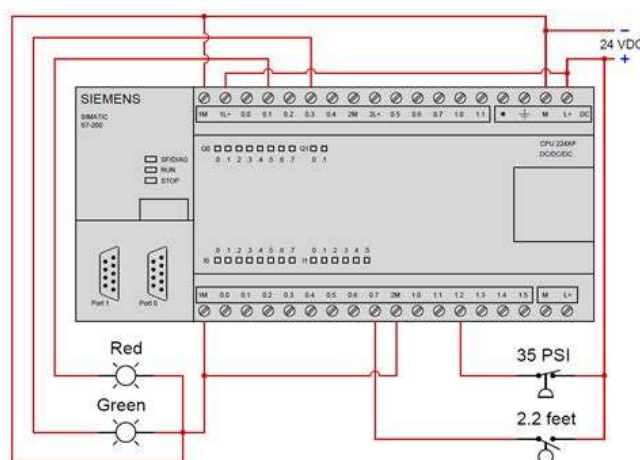 −
24 VDC
+
SIEMENS
SIMATIC
S7-200
1M 1L+ 0.0 0.1 0.2 0.3 0.4 2M 2L+ 0.5 0.6 0.7 1.0 1.1 M L+ DC
SF/DIAG
RUN
STOP
Q0 Q1
.0 .1 .2 .3 .4 .5 .6 .7 .0 .1
CPU 224XP
DC/DC/DC
.0 .1 .2 .3 .4 .5 .6 .7 .0 .1 .2 .3 .4 .5
I0 I1
Port 1 Port 0
1M 0.0 0.1 0.2 0.3 0.4 0.5 0.6 0.7 2M 1.0 1.1 1.2 1.3 1.4 1.5 M L+
Red
35 PSI
Green
2.2 feet